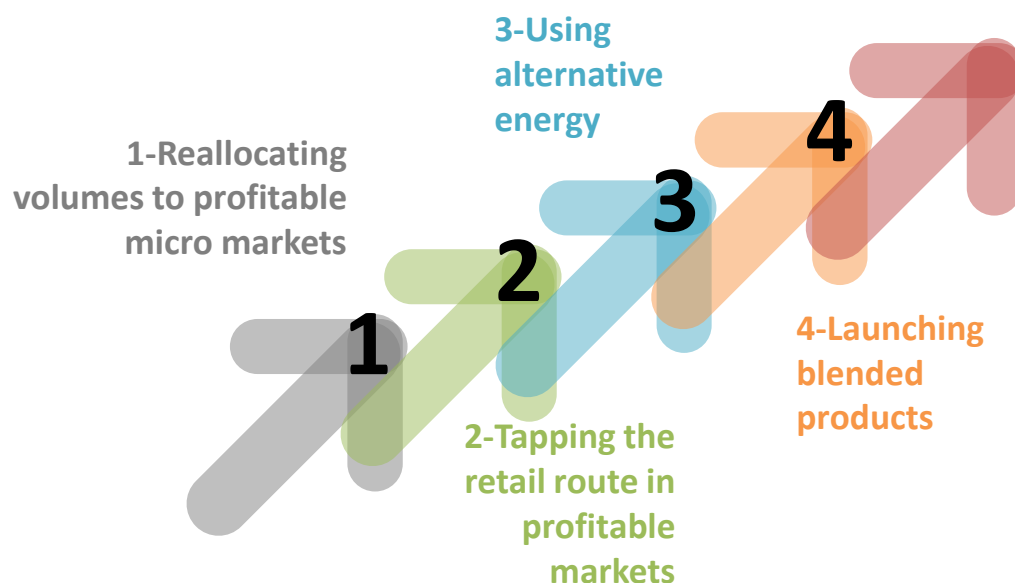 3-Using
alternative
energy
1-Reallocating
volumes to profitable
micro markets
4
3
2
1
4-Launching
blended
products
2-Tapping the
retail route in
profitable
markets